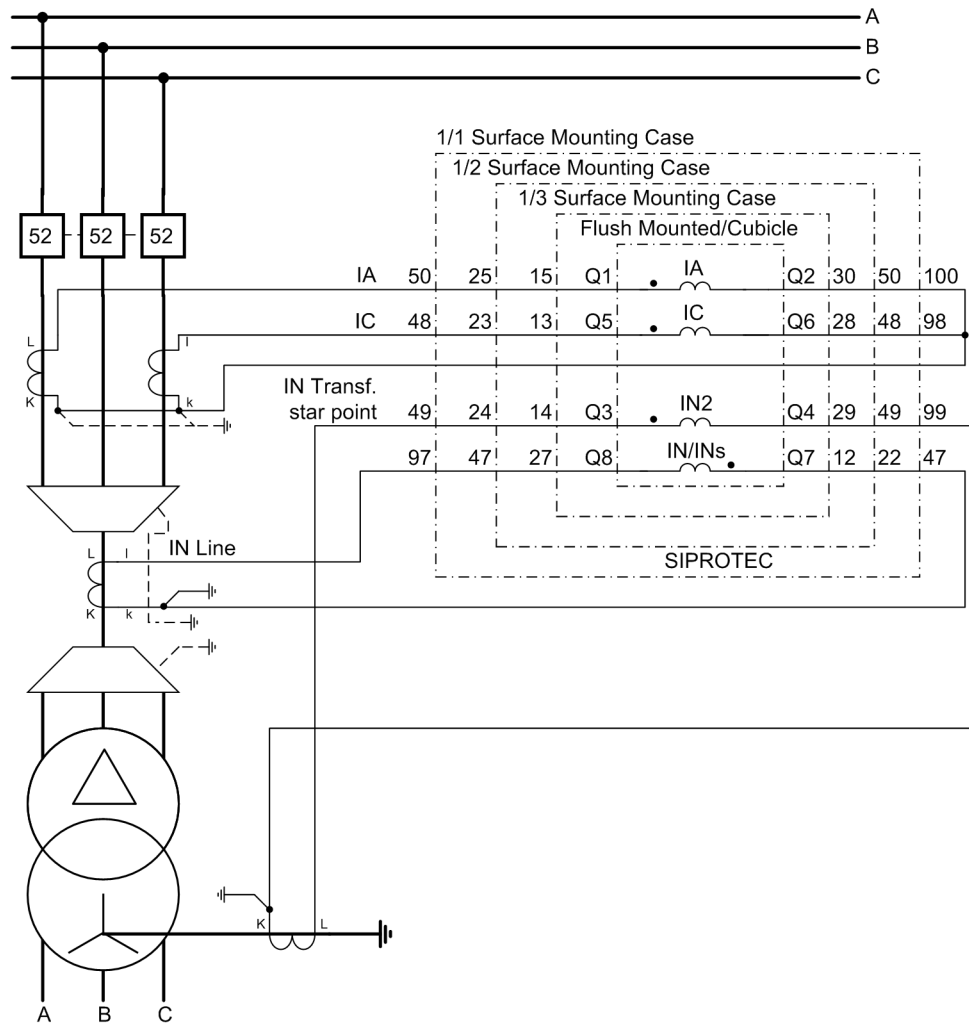 A
B
C
1/1 Surface Mounting Case
1/2 Surface Mounting Case
1/3 Surface Mounting Case
Flush Mounted/Cubicle
52 52 52
IA 50 25 15 Q1 IA Q2 30 50 100
IC 48 23 13 Q5 IC Q6 28 48 98
L l
K k
IN Transf.
star point 49 24 14 Q3 IN2 Q4 29 49 99
97 47 27 Q8 IN/INs Q7 12 22 47
IN Line
L l
SIPROTEC
K k
K L
A B C